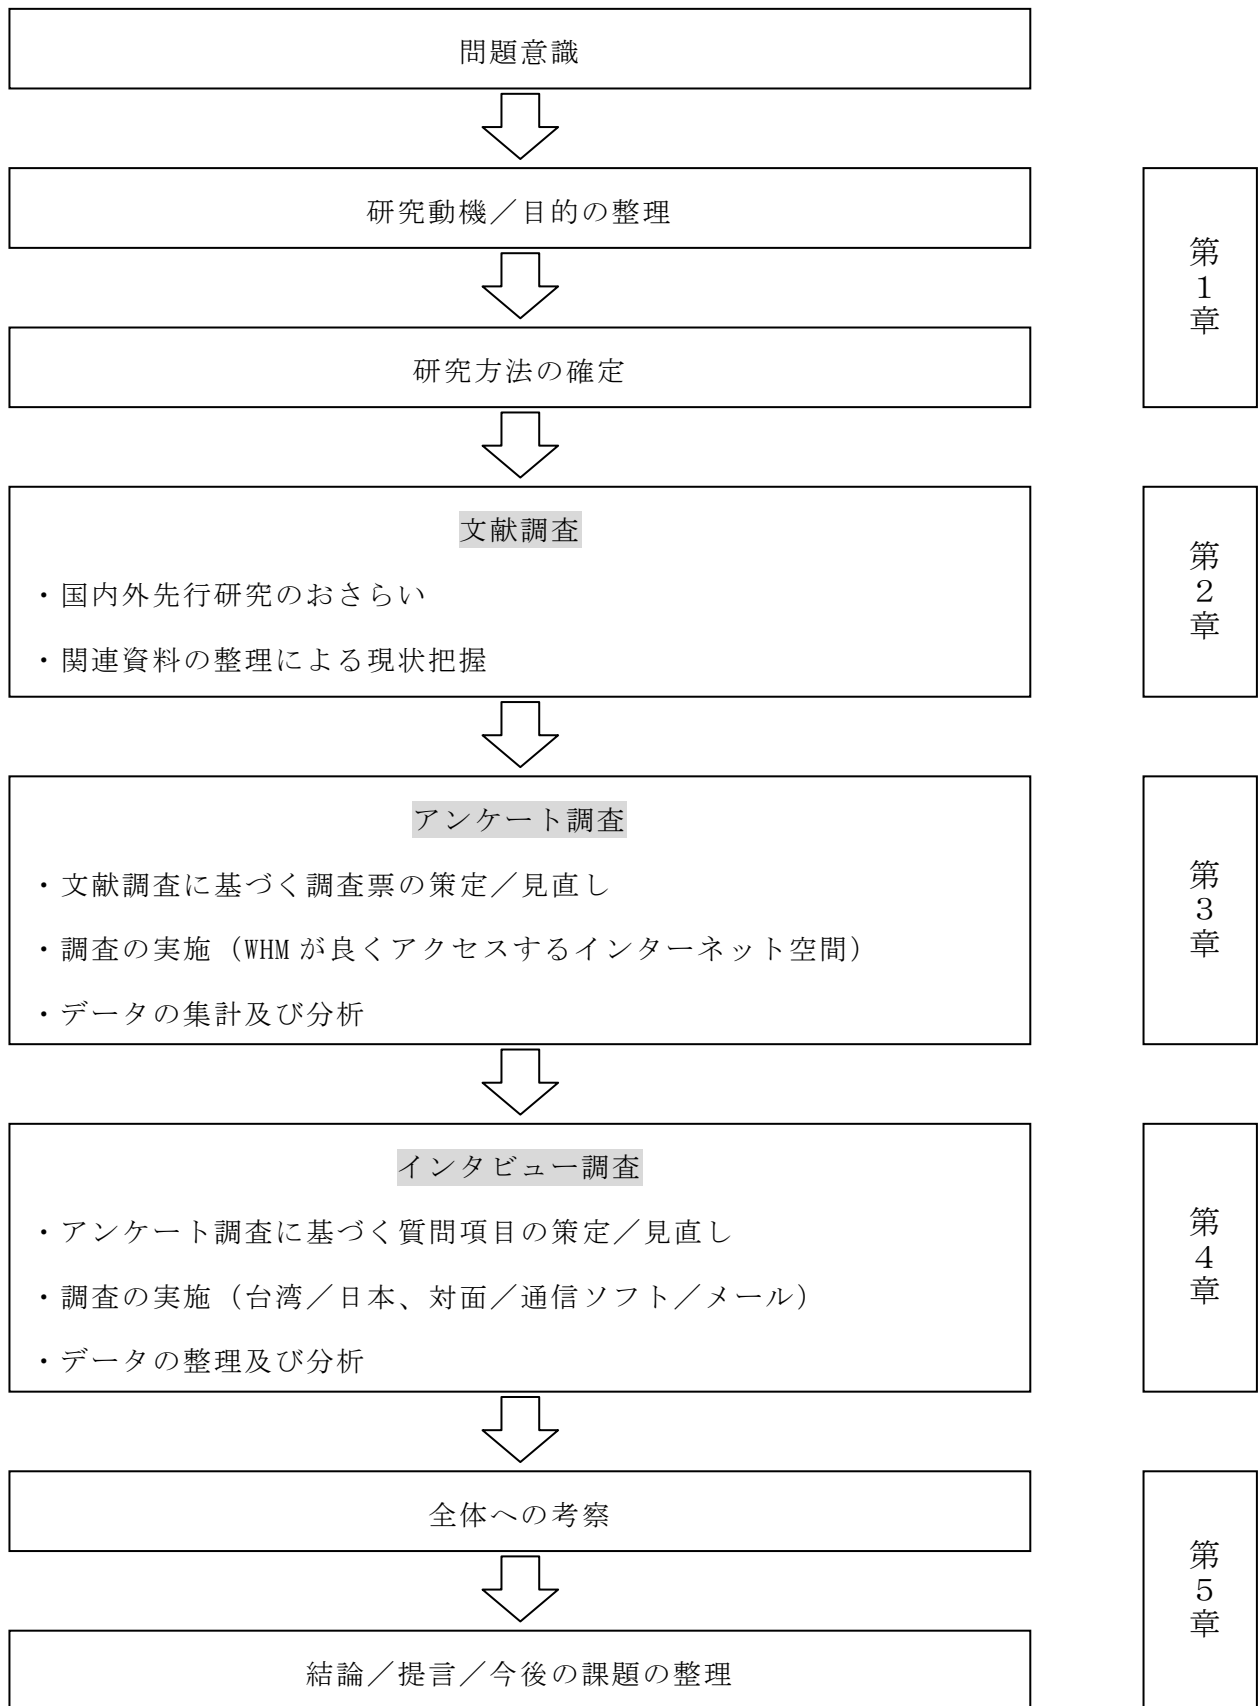 問題意識
研究動機／目的の整理
研究方法の確定
第1章
文献調査
・国内外先行研究のおさらい
・関連資料の整理による現状把握
第2章
アンケート調査
・文献調査に基づく調査票の策定／見直し
・調査の実施（WHMが良くアクセスするインターネット空間）
・データの集計及び分析
第3章
インタビュー調査
・アンケート調査に基づく質問項目の策定／見直し
・調査の実施（台湾／日本、対面／通信ソフト／メール）
・データの整理及び分析
第4章
全体への考察
結論／提言／今後の課題の整理
第5章